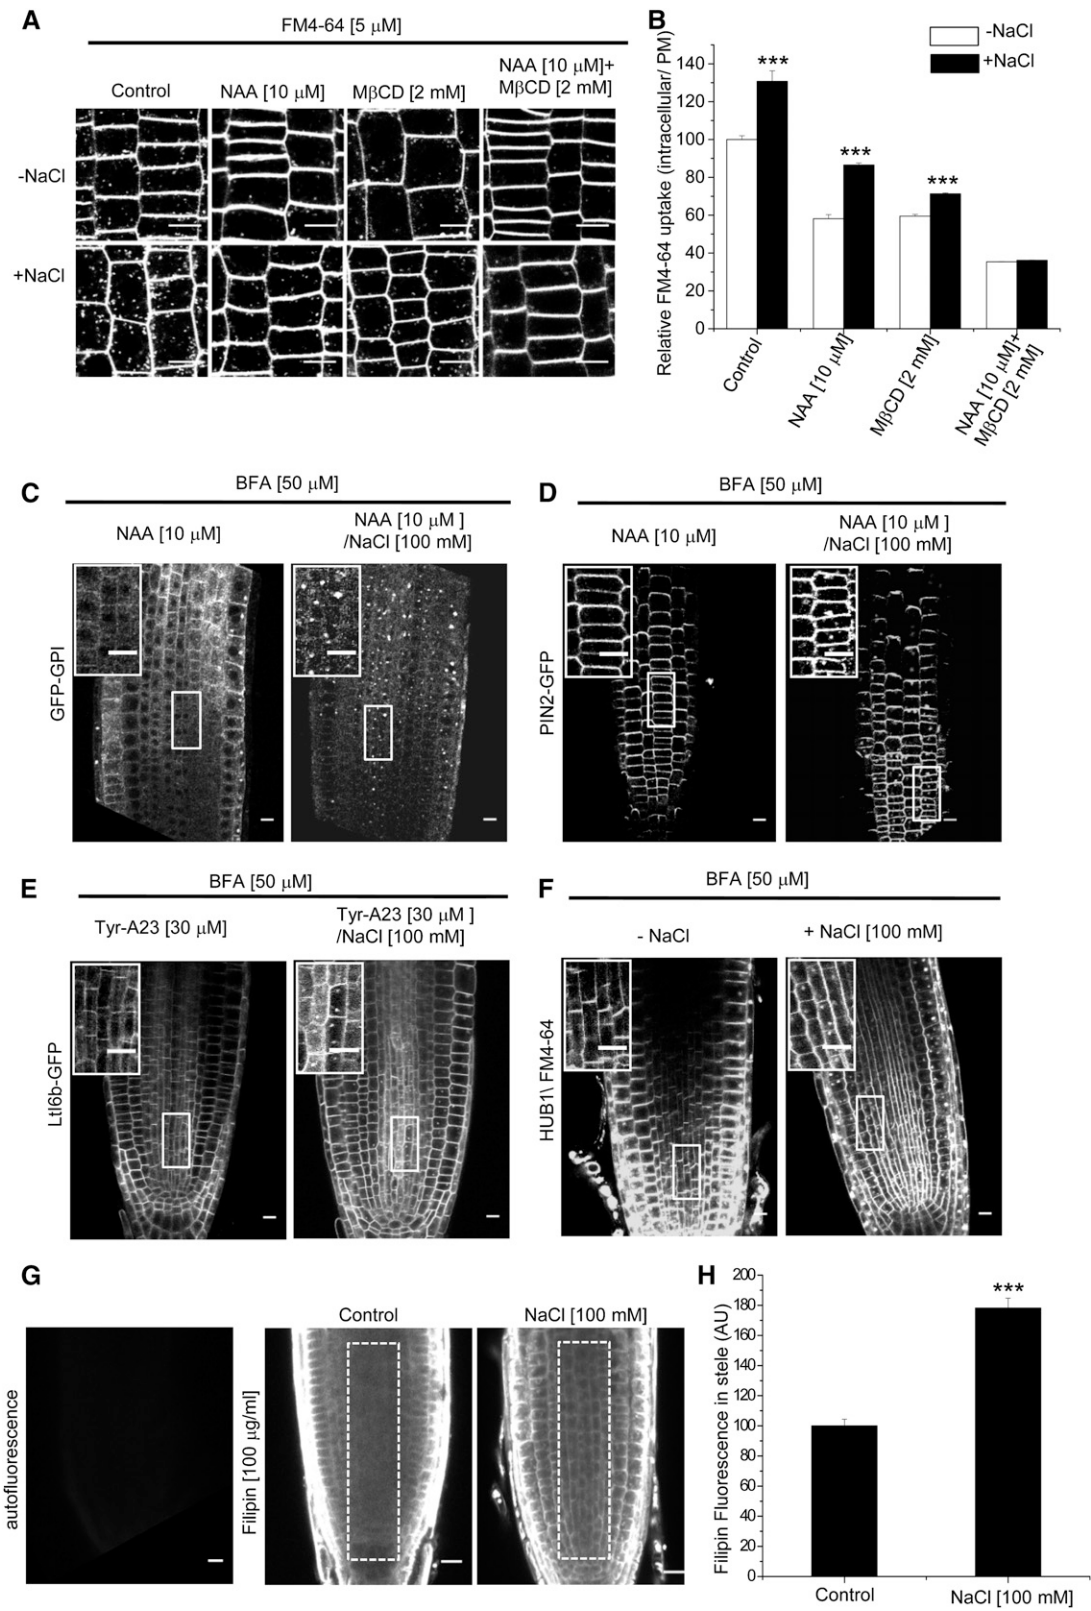 A
FM4-64 [5 μM]
Control
NAA [10 μM]
MβCD [2 mM]
NAA [10 μM]+
MβCD [2 mM]
-NaCl
+NaCl
B
-NaCl
+NaCl
Relative FM4-64 uptake (intracellular/ PM)
140
120
100
80
60
40
20
0
***
***
***
Control
NAA [10 μM]
MβCD [2 mM]
NAA [10 μM]+
MβCD [2 mM]
C
BFA [50 μM]
NAA [10 μM]
NAA [10 μM ]
/NaCl [100 mM]
GFP-GPI
D
BFA [50 μM]
NAA [10 μM]
NAA [10 μM ]
/NaCl [100 mM]
PIN2-GFP
E
BFA [50 μM]
Tyr-A23 [30 μM]
Tyr-A23 [30 μM ]
/NaCl [100 mM]
Lti6b-GFP
F
BFA [50 μM]
- NaCl
+ NaCl [100 mM]
HUB1\ FM4-64
G
Control
NaCl [100 mM]
autofluorescence
Filipin [100 μg/ml]
H
Filipin Fluorescence in stele (AU)
200
180
160
140
120
100
80
60
40
20
0
***
Control
NaCl [100 mM]